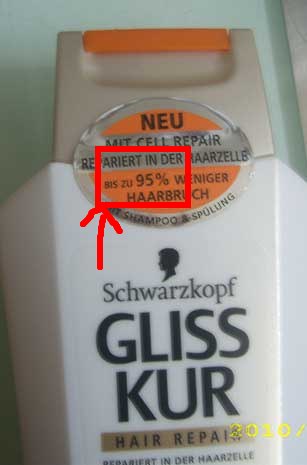 NEU
MIT CELL REPAIR
REPARIERT IN DER HAARZELLE
BIS ZU 95% WENIGER
HAARBRUCH
MIT SHAMPOO & SPÜLUNG
Schwarzkopf
GLISS
KUR
HAIR REPAIR
2010/
REPARIERT IN DER HAARZELLE